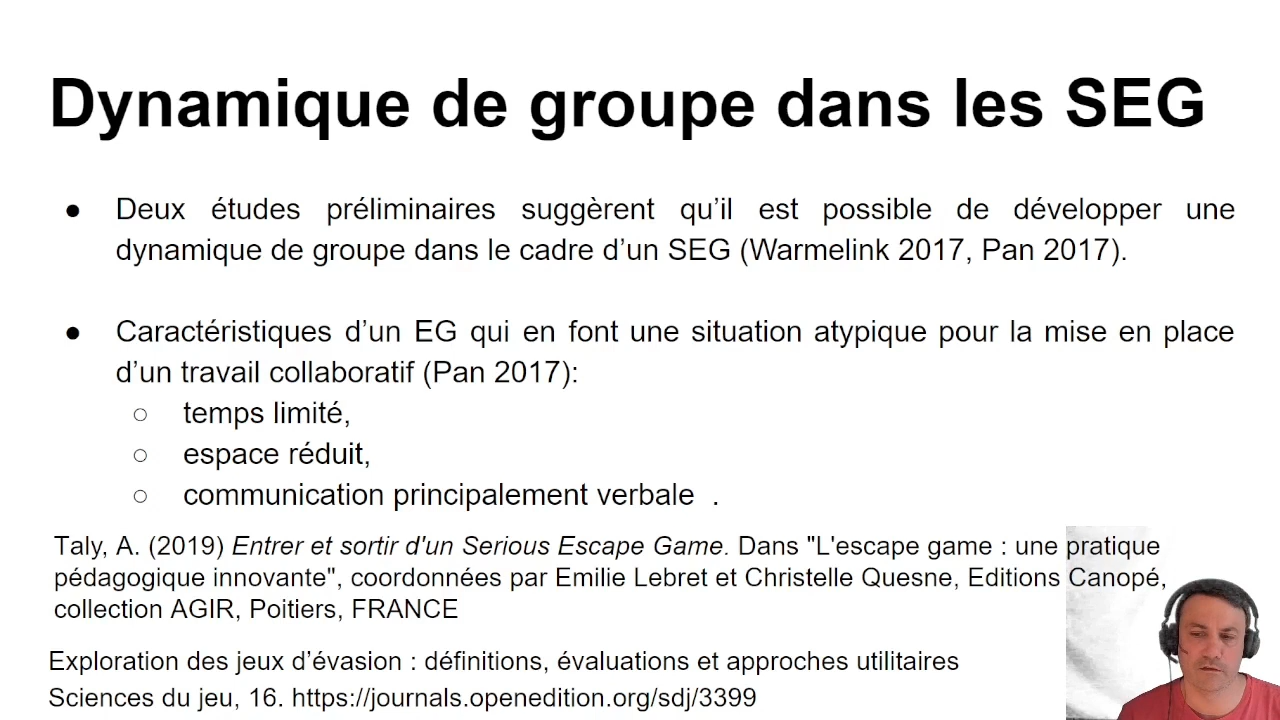 Dynamique de groupe dans les SEG
● Deux études préliminaires suggèrent qu’il est possible de développer une
dynamique de groupe dans le cadre d’un SEG (Warmelink 2017, Pan 2017).
● Caractéristiques d’un EG qui en font une situation atypique pour la mise en place
d’un travail collaboratif (Pan 2017):
○ temps limité,
○ espace réduit,
○ communication principalement verbale .
Taly, A. (2019) Entrer et sortir d'un Serious Escape Game. Dans "L'escape game : une pratique
pédagogique innovante", coordonnées par Emilie Lebret et Christelle Quesne, Editions Canopé,
collection AGIR, Poitiers, FRANCE
Exploration des jeux d’évasion : définitions, évaluations et approches utilitaires
Sciences du jeu, 16. https://journals.openedition.org/sdj/3399